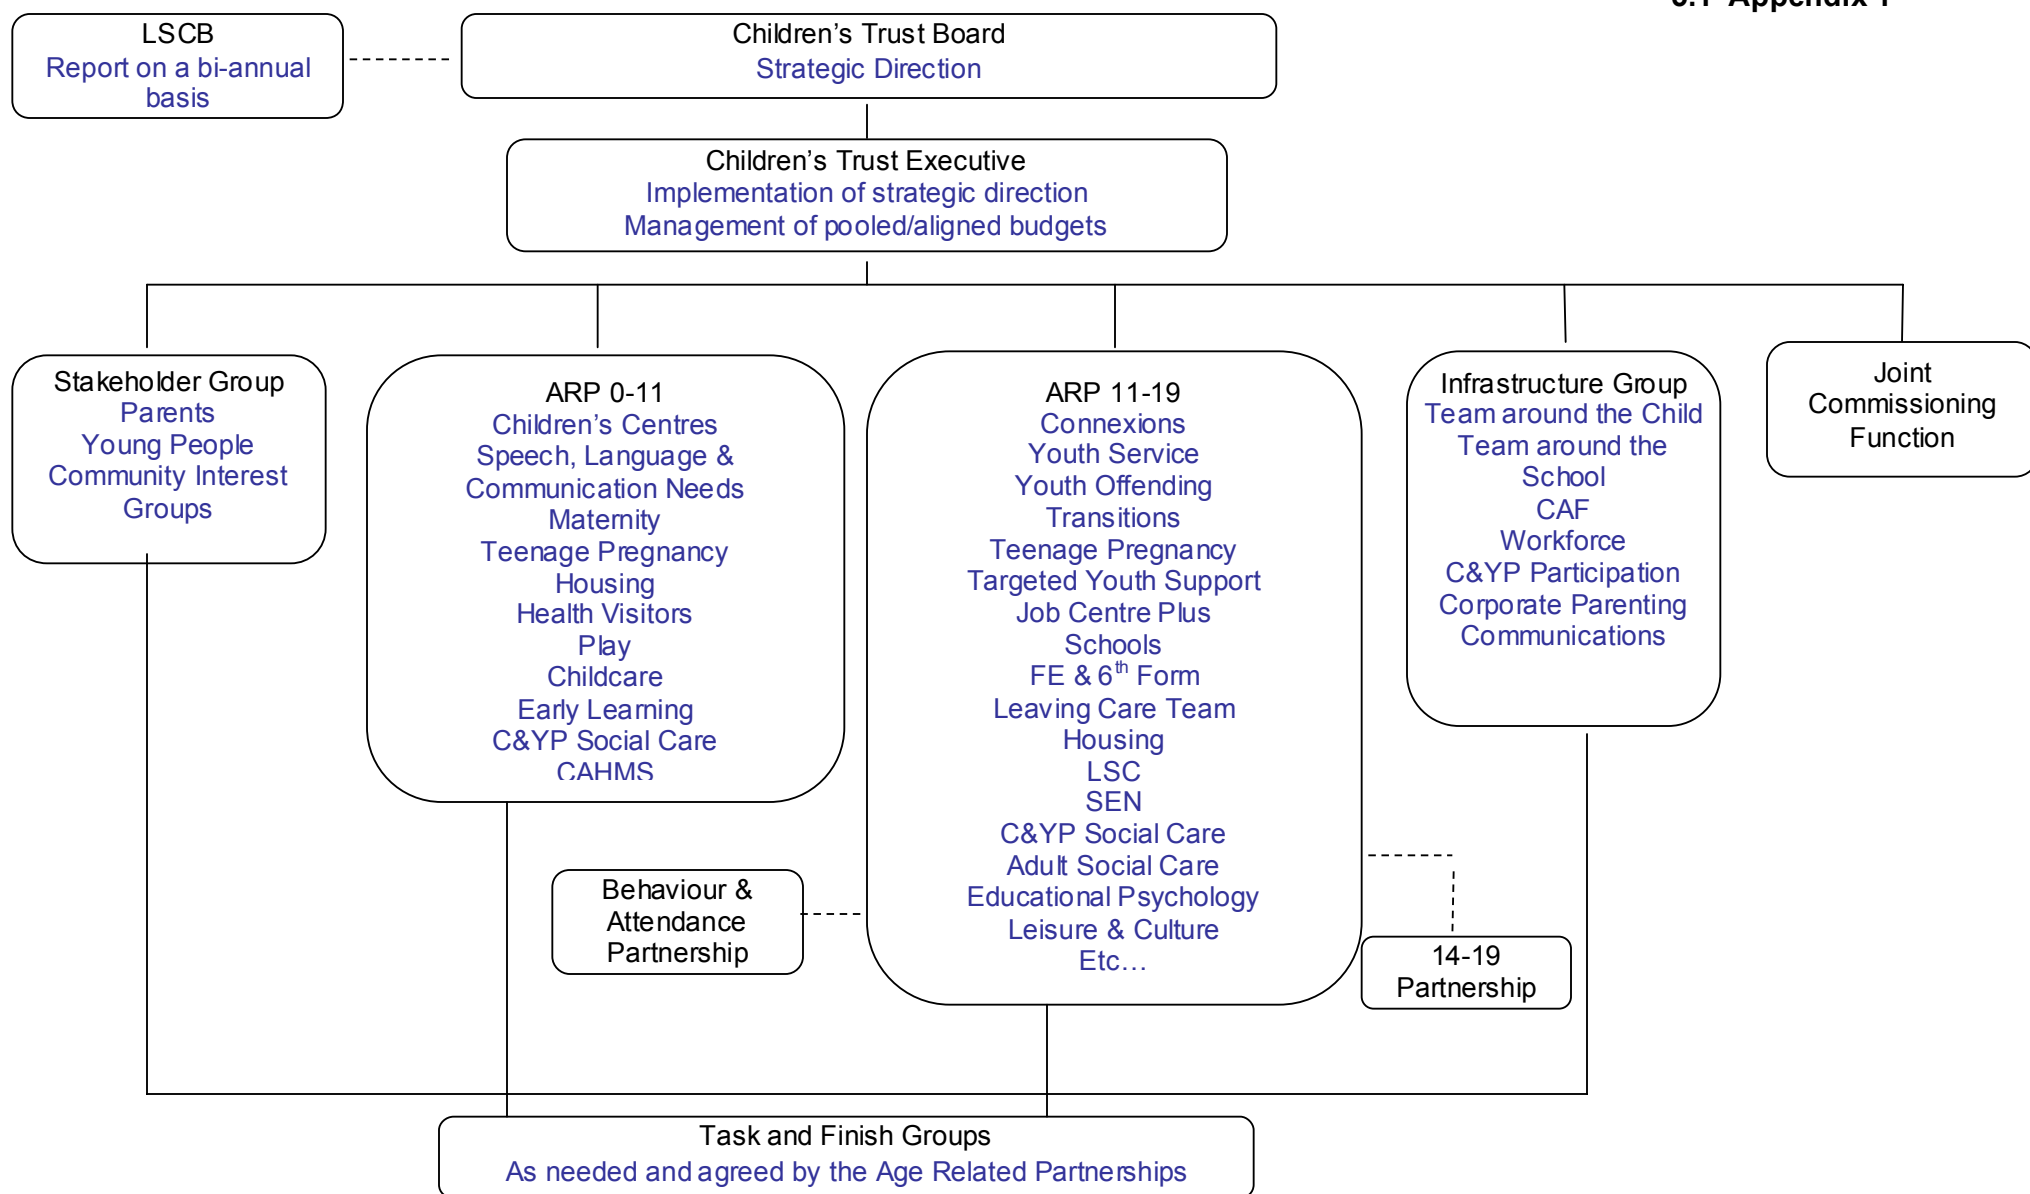 3.1 Appendix 1
LSCB
Report on a bi-annual
basis
Children’s Trust Board
Strategic Direction
Children’s Trust Executive
Implementation of strategic direction
Management of pooled/aligned budgets
Stakeholder Group
Parents
Young People
Community Interest
Groups
ARP 0-11
Children’s Centres
Speech, Language &
Communication Needs
Maternity
Teenage Pregnancy
Housing
Health Visitors
Play
Childcare
Early Learning
C&YP Social Care
CAHMS
ARP 11-19
Connexions
Youth Service
Youth Offending
Transitions
Teenage Pregnancy
Targeted Youth Support
Job Centre Plus
Schools
FE & 6th Form
Leaving Care Team
Housing
LSC
SEN
C&YP Social Care
Adult Social Care
Educational Psychology
Leisure & Culture
Etc…
Infrastructure Group
Team around the Child
Team around the
School
CAF
Workforce
C&YP Participation
Corporate Parenting
Communications
Joint
Commissioning
Function
Behaviour &
Attendance
Partnership
14-19
Partnership
Task and Finish Groups
As needed and agreed by the Age Related Partnerships